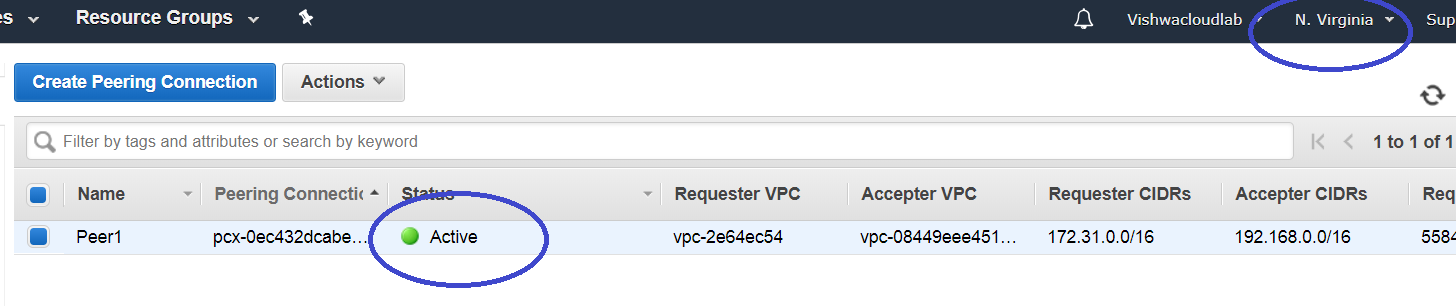 es Resource Groups Vishwacloudlab N. Virginia Sup
Create Peering Connection Actions
Filter by tags and attributes or search by keyword 1 to 1 of 1
Name Peering Connectic Status Requester VPC Accepter VPC Requester CIDRs Accepter CIDRs Req
Peer1 pcx-0ec432dcabe... Active vpc-2e64ec54 vpc-08449eee451... 172.31.0.0/16 192.168.0.0/16 5584